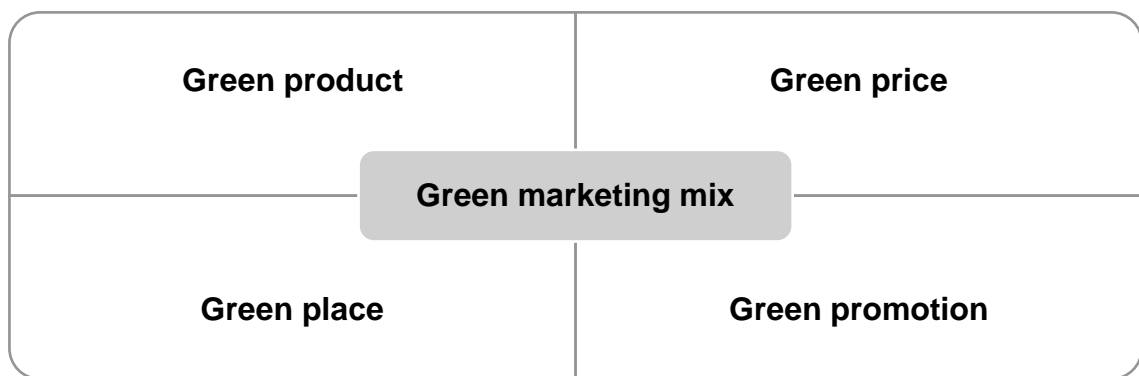 Green product
Green price
Green marketing mix
Green place
Green promotion